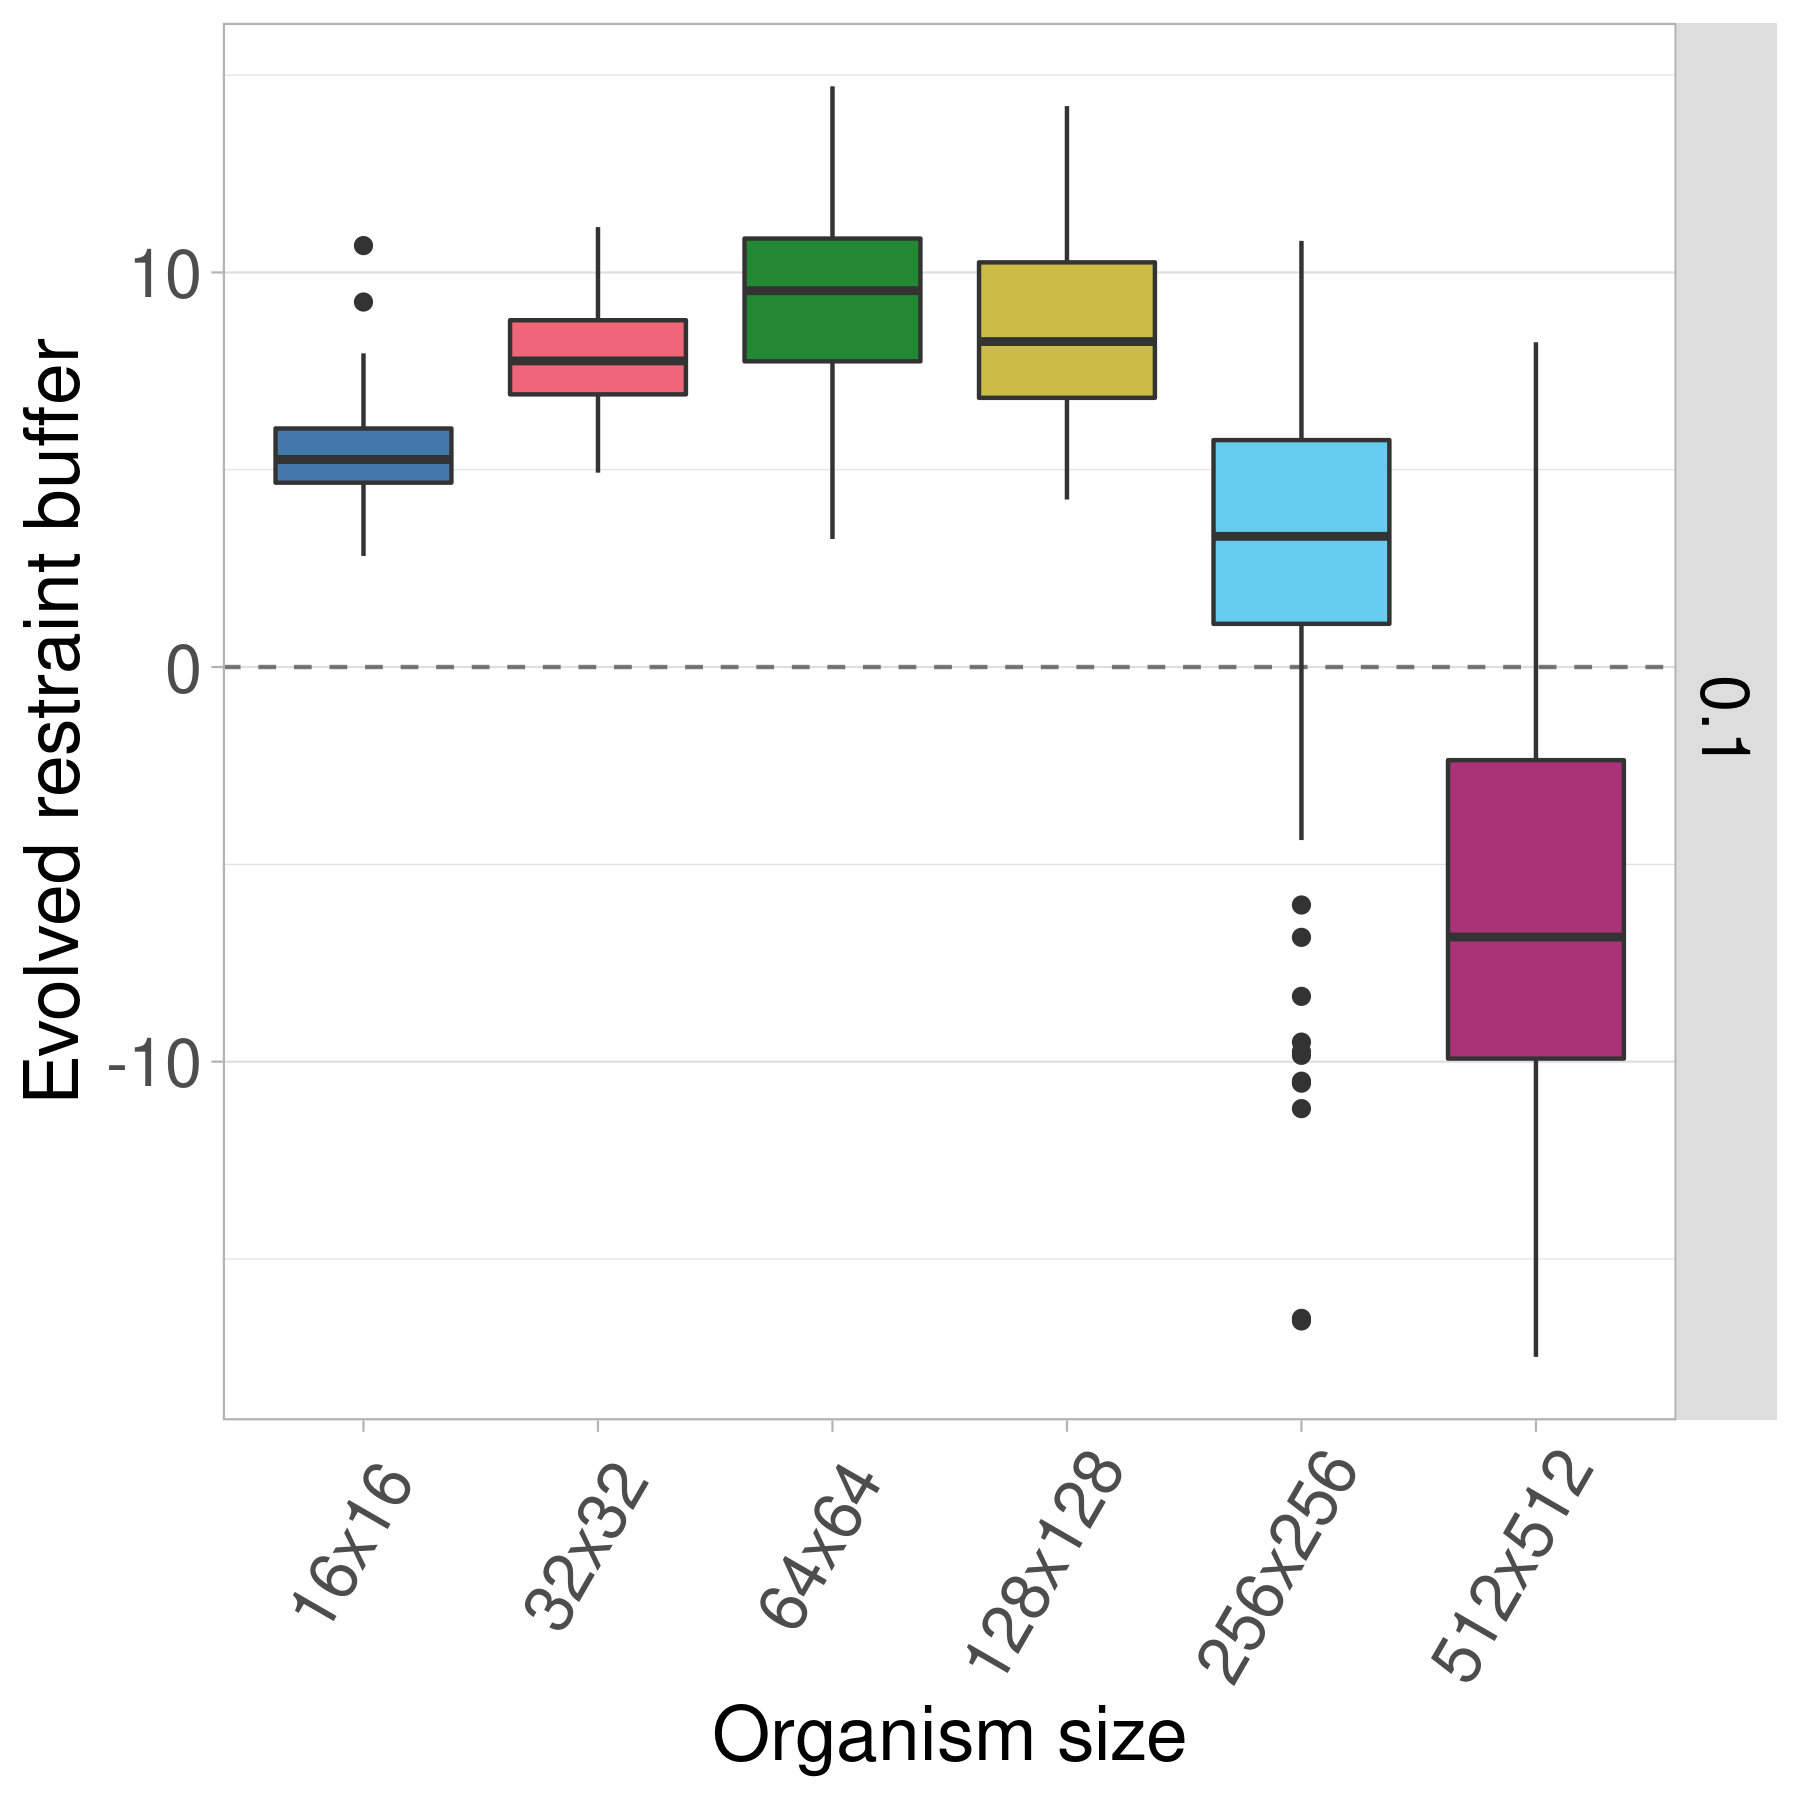 Evolved restraint buffer
10
0
-10
0.1
16x16
32x32
64x64
128x128
256x256
512x512
Organism size